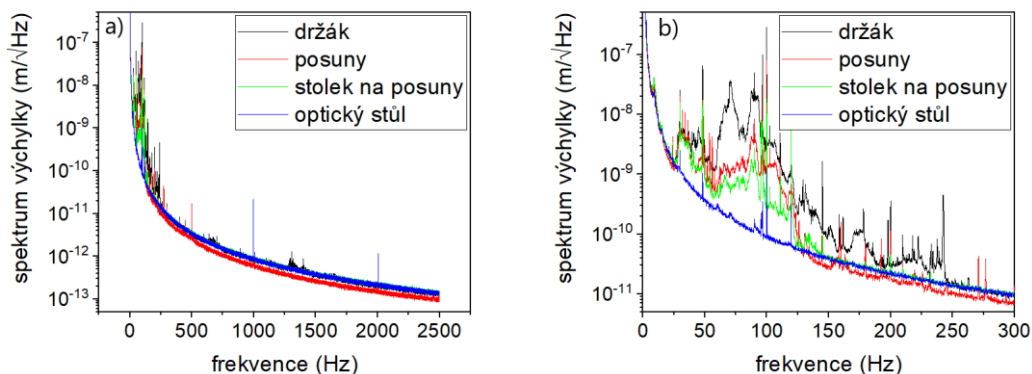 a)
držák
posuny
stolek na posuny
optický stůl
spektrum výchylky (m/√Hz)
10⁻⁷
10⁻⁸
10⁻⁹
10⁻¹⁰
10⁻¹¹
10⁻¹²
10⁻¹³
0 500 1000 1500 2000 2500
frekvence (Hz)
b)
držák
posuny
stolek na posuny
optický stůl
spektrum výchylky (m/√Hz)
10⁻⁷
10⁻⁸
10⁻⁹
10⁻¹⁰
10⁻¹¹
0 50 100 150 200 250 300
frekvence (Hz)